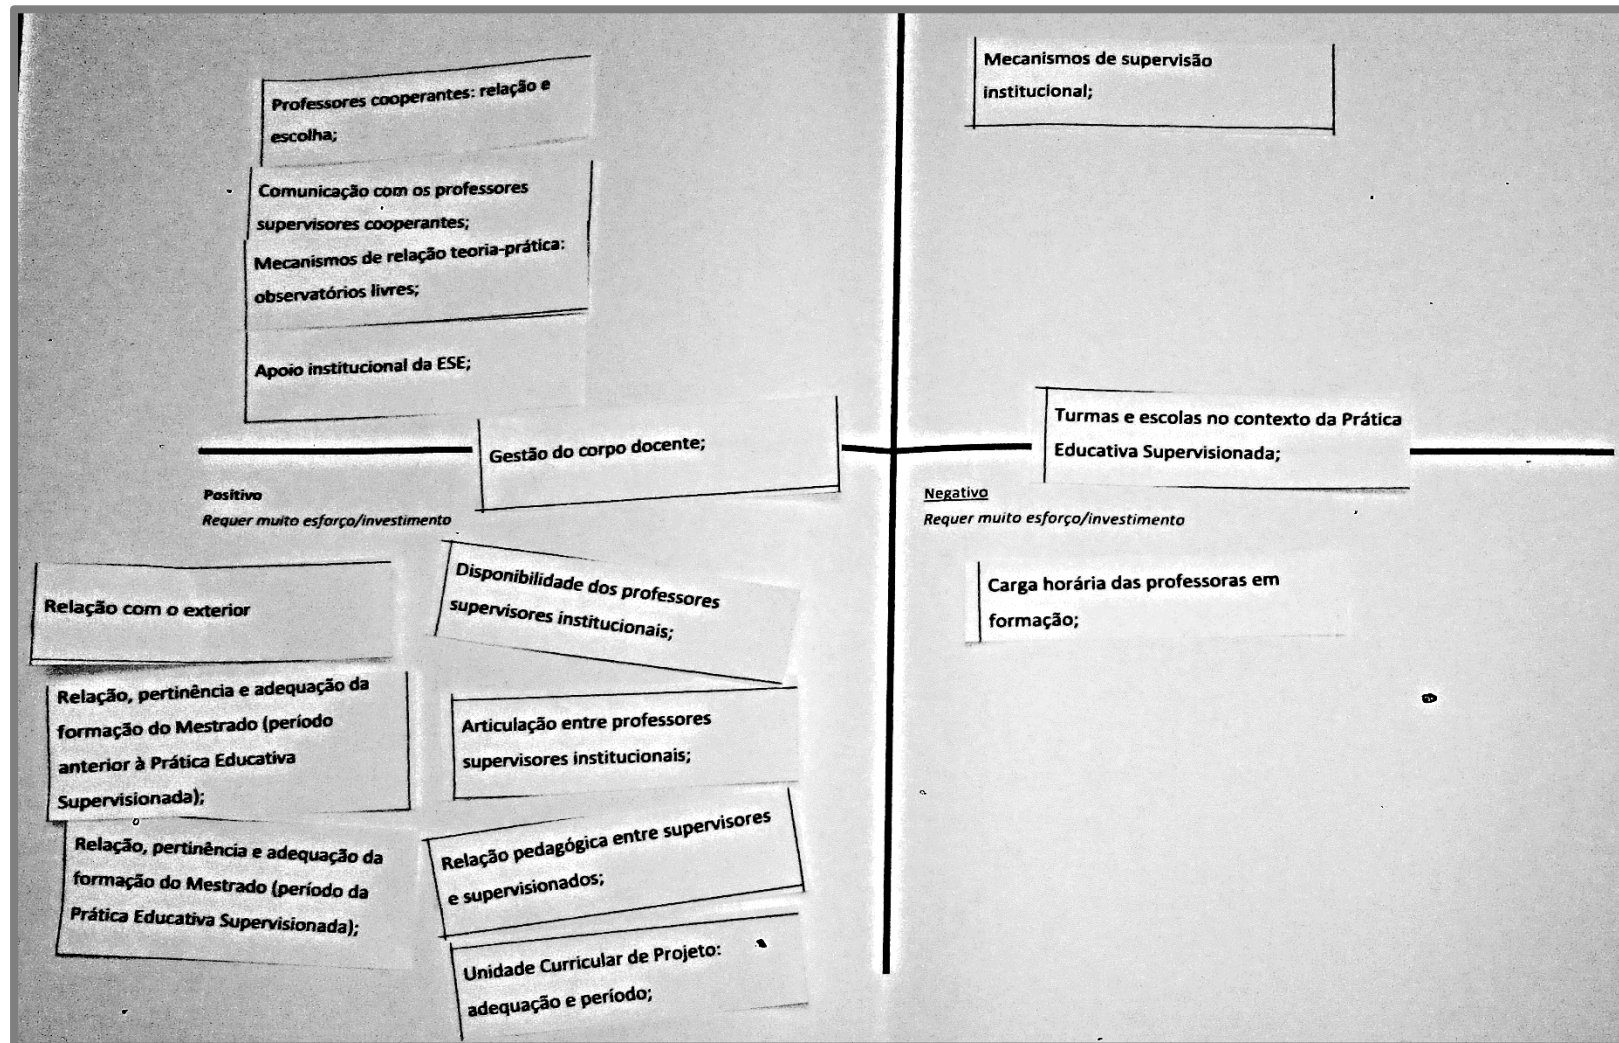 Professores cooperantes: relação e
escolha;
Comunicação com os professores
supervisores cooperantes;
Mecanismos de relação teoria-prática:
observatórios livres;
Apoio institucional da ESE;
Mecanismos de supervisão
institucional;
Gestão do corpo docente;
Turmas e escolas no contexto da Prática
Educativa Supervisionada;
Positivo
Requer muito esforço/investimento
Negativo
Requer muito esforço/investimento
Relação com o exterior
Relação, pertinência e adequação da
formação do Mestrado (período
anterior à Prática Educativa
Supervisionada);
Relação, pertinência e adequação da
formação do Mestrado (período da
Prática Educativa Supervisionada);
Disponibilidade dos professores
supervisores institucionais;
Articulação entre professores
supervisores institucionais;
Relação pedagógica entre supervisores
e supervisionados;
Unidade Curricular de Projeto:
adequação e período;
Carga horária das professoras em
formação;